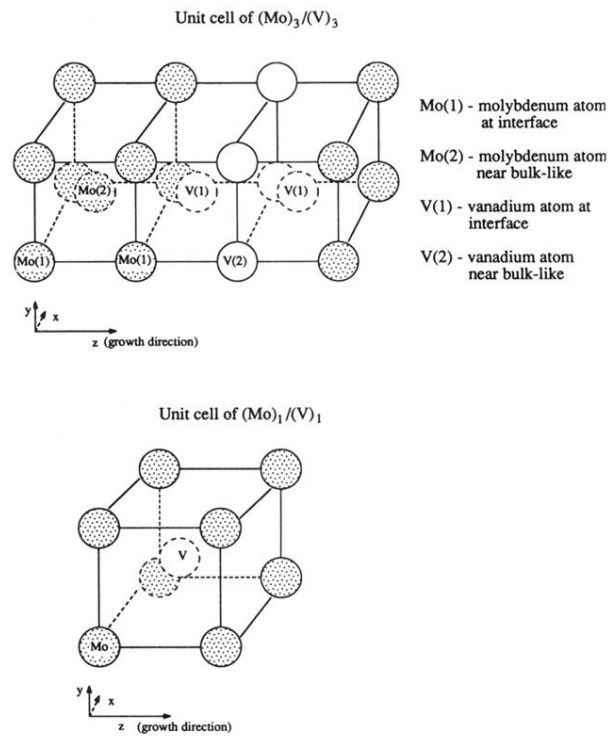 Unit cell of (Mo)3/(V)3
Mo(1) - molybdenum atom
at interface
Mo(2) - molybdenum atom
near bulk-like
V(1) - vanadium atom at
interface
V(2) - vanadium atom
near bulk-like
Mo(2)
V(1)
V(1)
Mo(1)
Mo(1)
V(2)
y
x
z (growth direction)
Unit cell of (Mo)1/(V)1
V
Mo
y
x
z (growth direction)